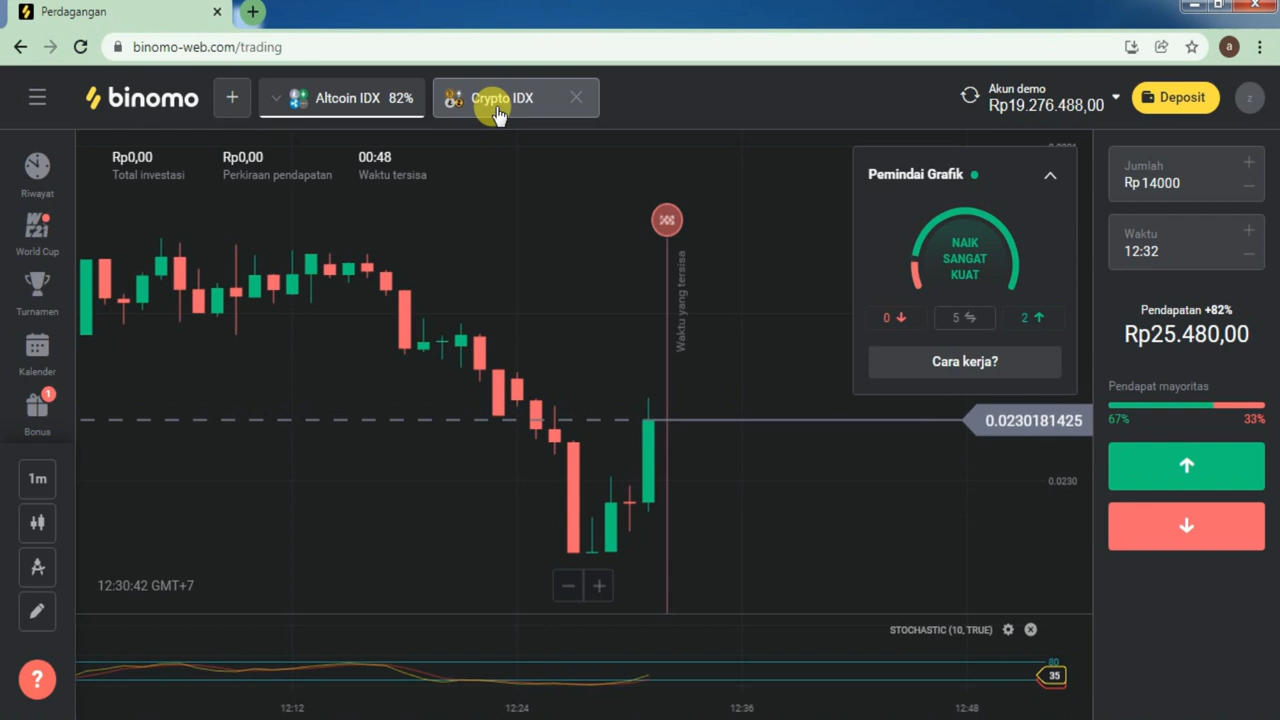 Perdagangan
binomo-web.com/trading
a
binomo
Altcoin IDX 82%
Crypto IDX
Akun demo
Rp19.276.488,00
Deposit
z
Riwayat
World Cup
Turnamen
Kalender
1
Bonus
1m
?
Rp0,00
Total investasi
Rp0,00
Perkiraan pendapatan
00:48
Waktu tersisa
Waktu yang tersisa
Pemindai Grafik
NAIK
SANGAT
KUAT
0
5
2
Cara kerja?
0.0230181425
0.0230
12:30:42 GMT+7
STOCHASTIC (10, TRUE)
80
35
12:12
12:24
12:36
12:48
Jumlah
Rp 14000
Waktu
12:32
Pendapatan +82%
Rp25.480,00
Pendapat mayoritas
67%
33%